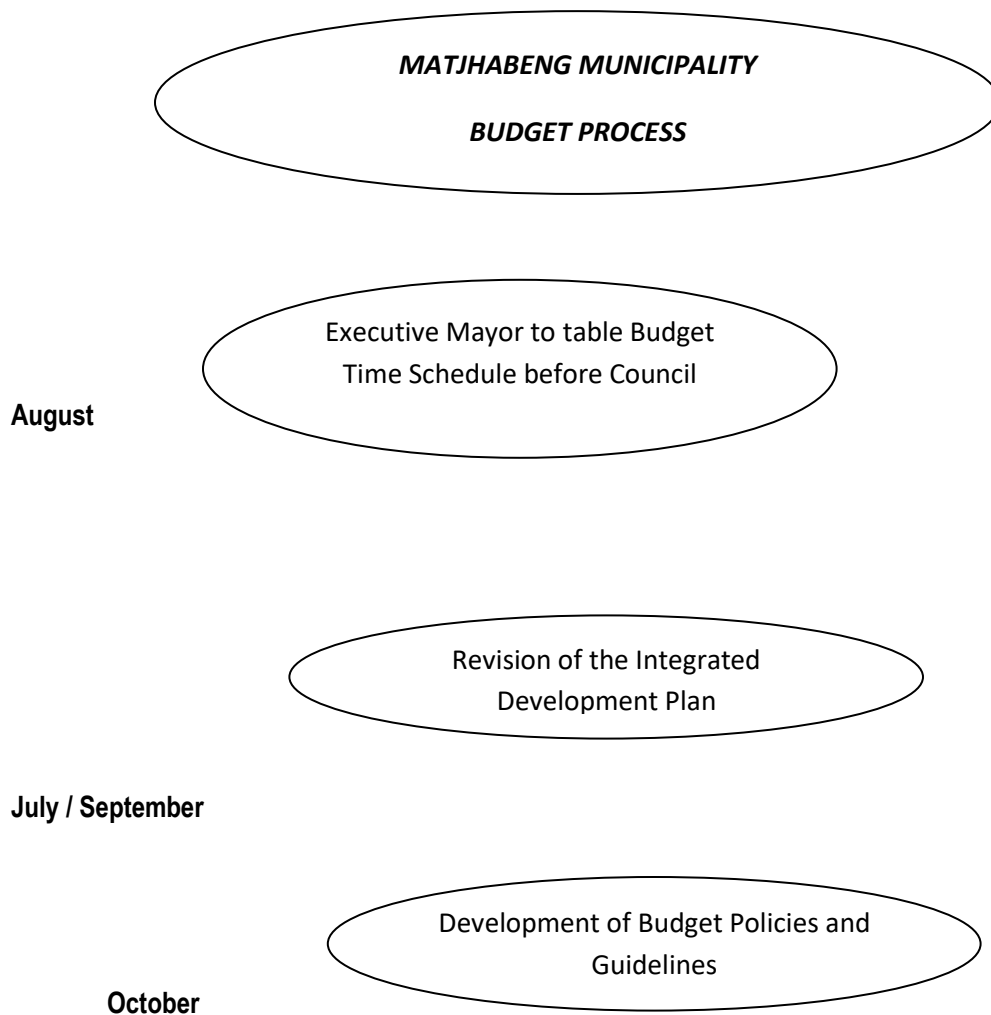 MATJHABENG MUNICIPALITY
BUDGET PROCESS
Executive Mayor to table Budget
Time Schedule before Council
August
Revision of the Integrated
Development Plan
July / September
Development of Budget Policies and
Guidelines
October